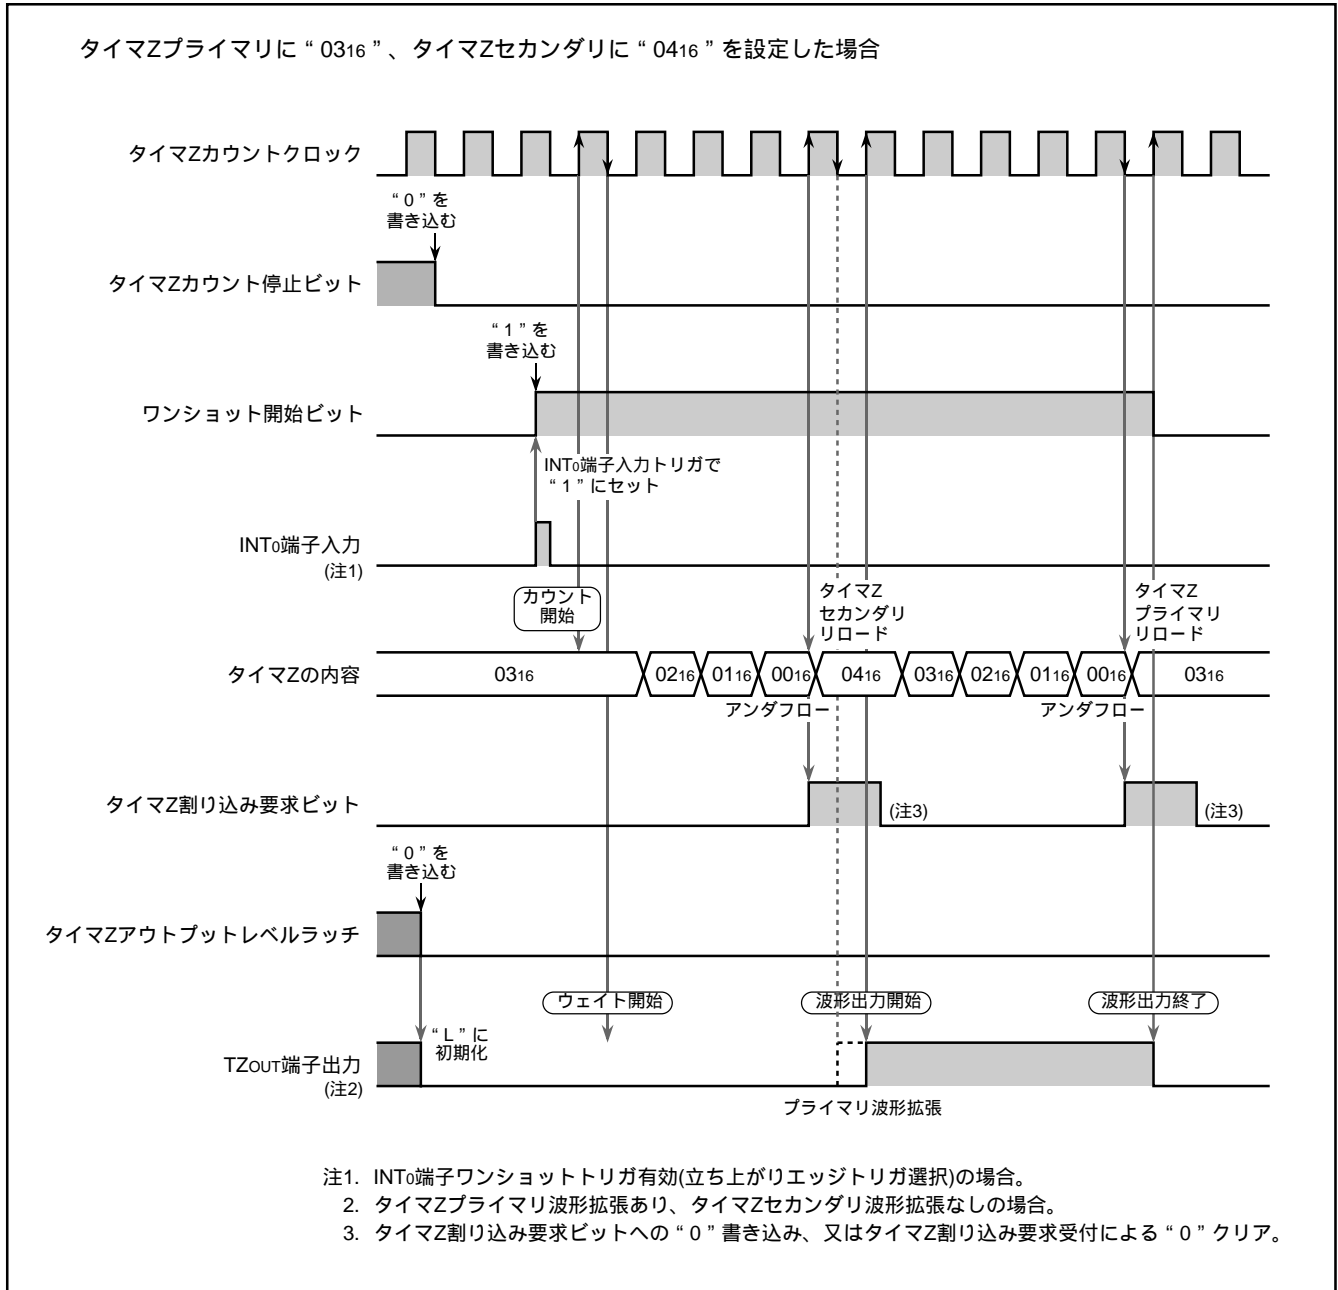 タイマZプライマリに“0316”、タイマZセカンダリに“0416”を設定した場合
タイマZカウントクロック
“0”を
書き込む
タイマZカウント停止ビット
“1”を
書き込む
ワンショット開始ビット
INT0端子入力トリガで
“1”にセット
INT0端子入力
(注1)
カウント
開始
タイマZ
セカンダリ
リロード
タイマZ
プライマリ
リロード
タイマZの内容
0316 0216 0116 0016 0416 0316 0216 0116 0016 0316
アンダフロー アンダフロー
タイマZ割り込み要求ビット
(注3) (注3)
“0”を
書き込む
タイマZアウトプットレベルラッチ
ウェイト開始 波形出力開始 波形出力終了
“L”に
初期化
TZOUT端子出力
(注2)
プライマリ波形拡張
注1. INT0端子ワンショットトリガ有効(立ち上がりエッジトリガ選択)の場合。
2. タイマZプライマリ波形拡張あり、タイマZセカンダリ波形拡張なしの場合。
3. タイマZ割り込み要求ビットへの“0”書き込み、又はタイマZ割り込み要求受付による“0”クリア。